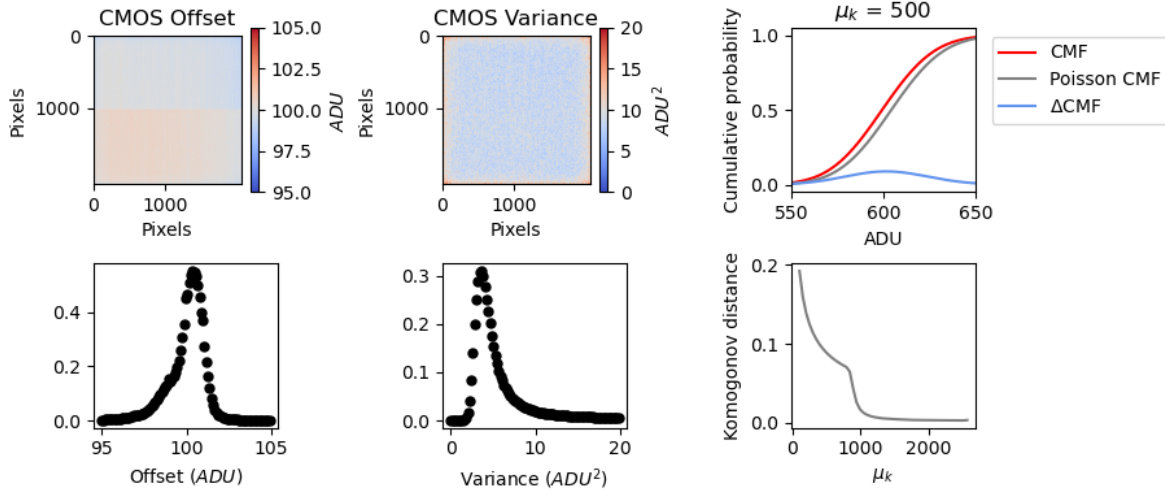 CMOS Offset
0
1000
Pixels
0
1000
Pixels
105.0
102.5
100.0
97.5
95.0
ADU
CMOS Variance
0
1000
Pixels
0
1000
Pixels
20
15
10
5
0
ADU²
μₖ = 500
1.0
0.5
0.0
Cumulative probability
550
600
650
ADU
CMF
Poisson CMF
ΔCMF
0.4
0.2
0.0
95
100
105
Offset (ADU)
0.3
0.2
0.1
0.0
0
10
20
Variance (ADU²)
0.2
0.1
0.0
Komogonov distance
0
1000
2000
μₖ